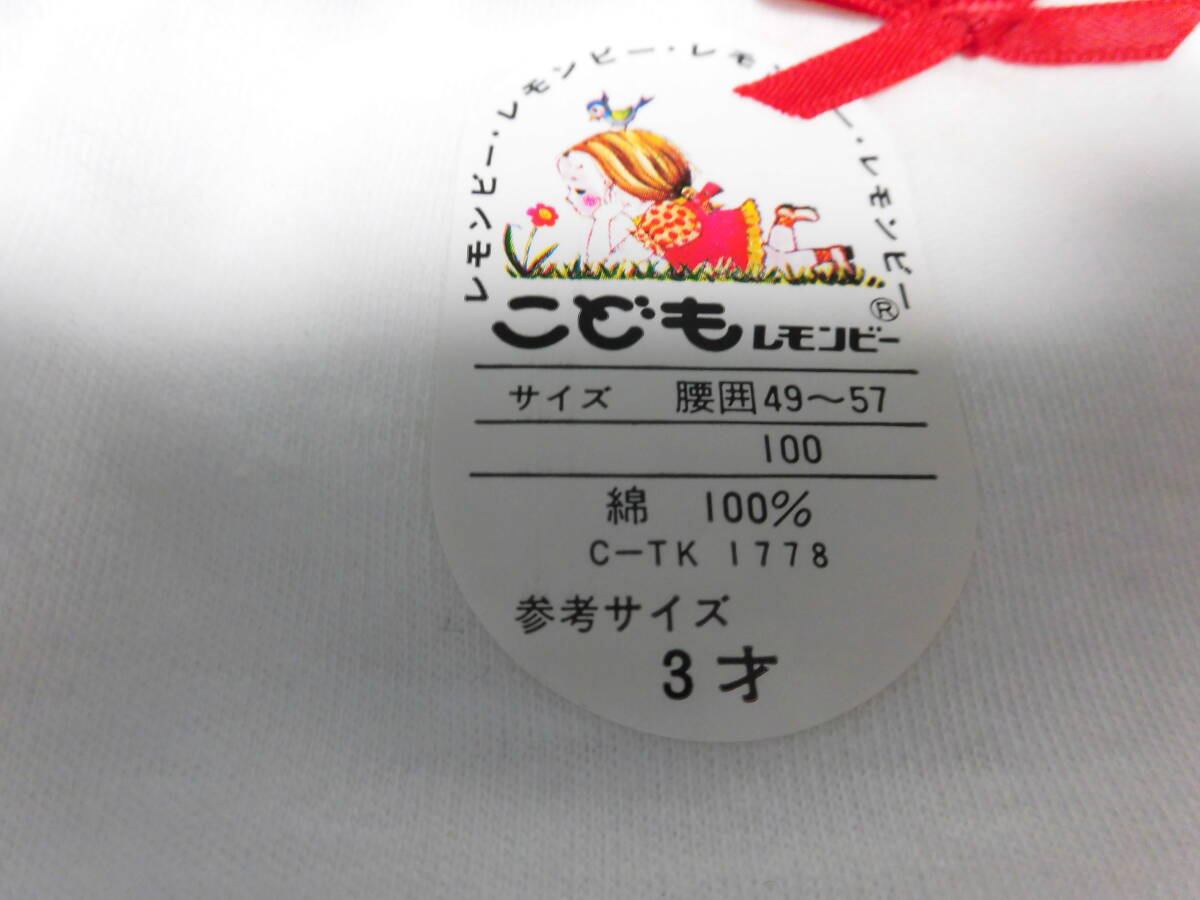 レモンビー・レモンビー・レモ ー・レモンビー
こども レモンビー ®
サイズ 腰囲49～57
100
綿 100%
C-TK 1778
参考サイズ
3才